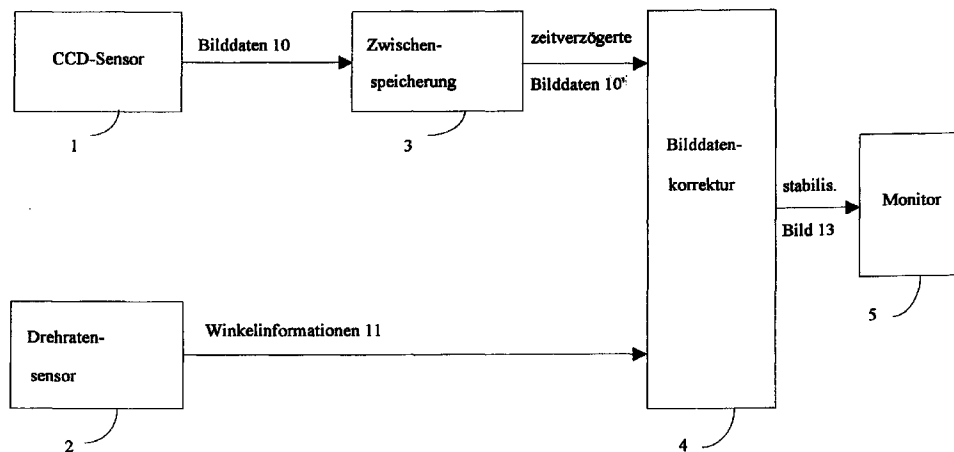 CCD-Sensor
1
Bilddaten 10
Zwischen-
speicherung
3
zeitverzögerte
Bilddaten 10'
Bilddaten-
korrektur
4
stabilis.
Bild 13
Monitor
5
Drehraten-
sensor
2
Winkelinformationen 11